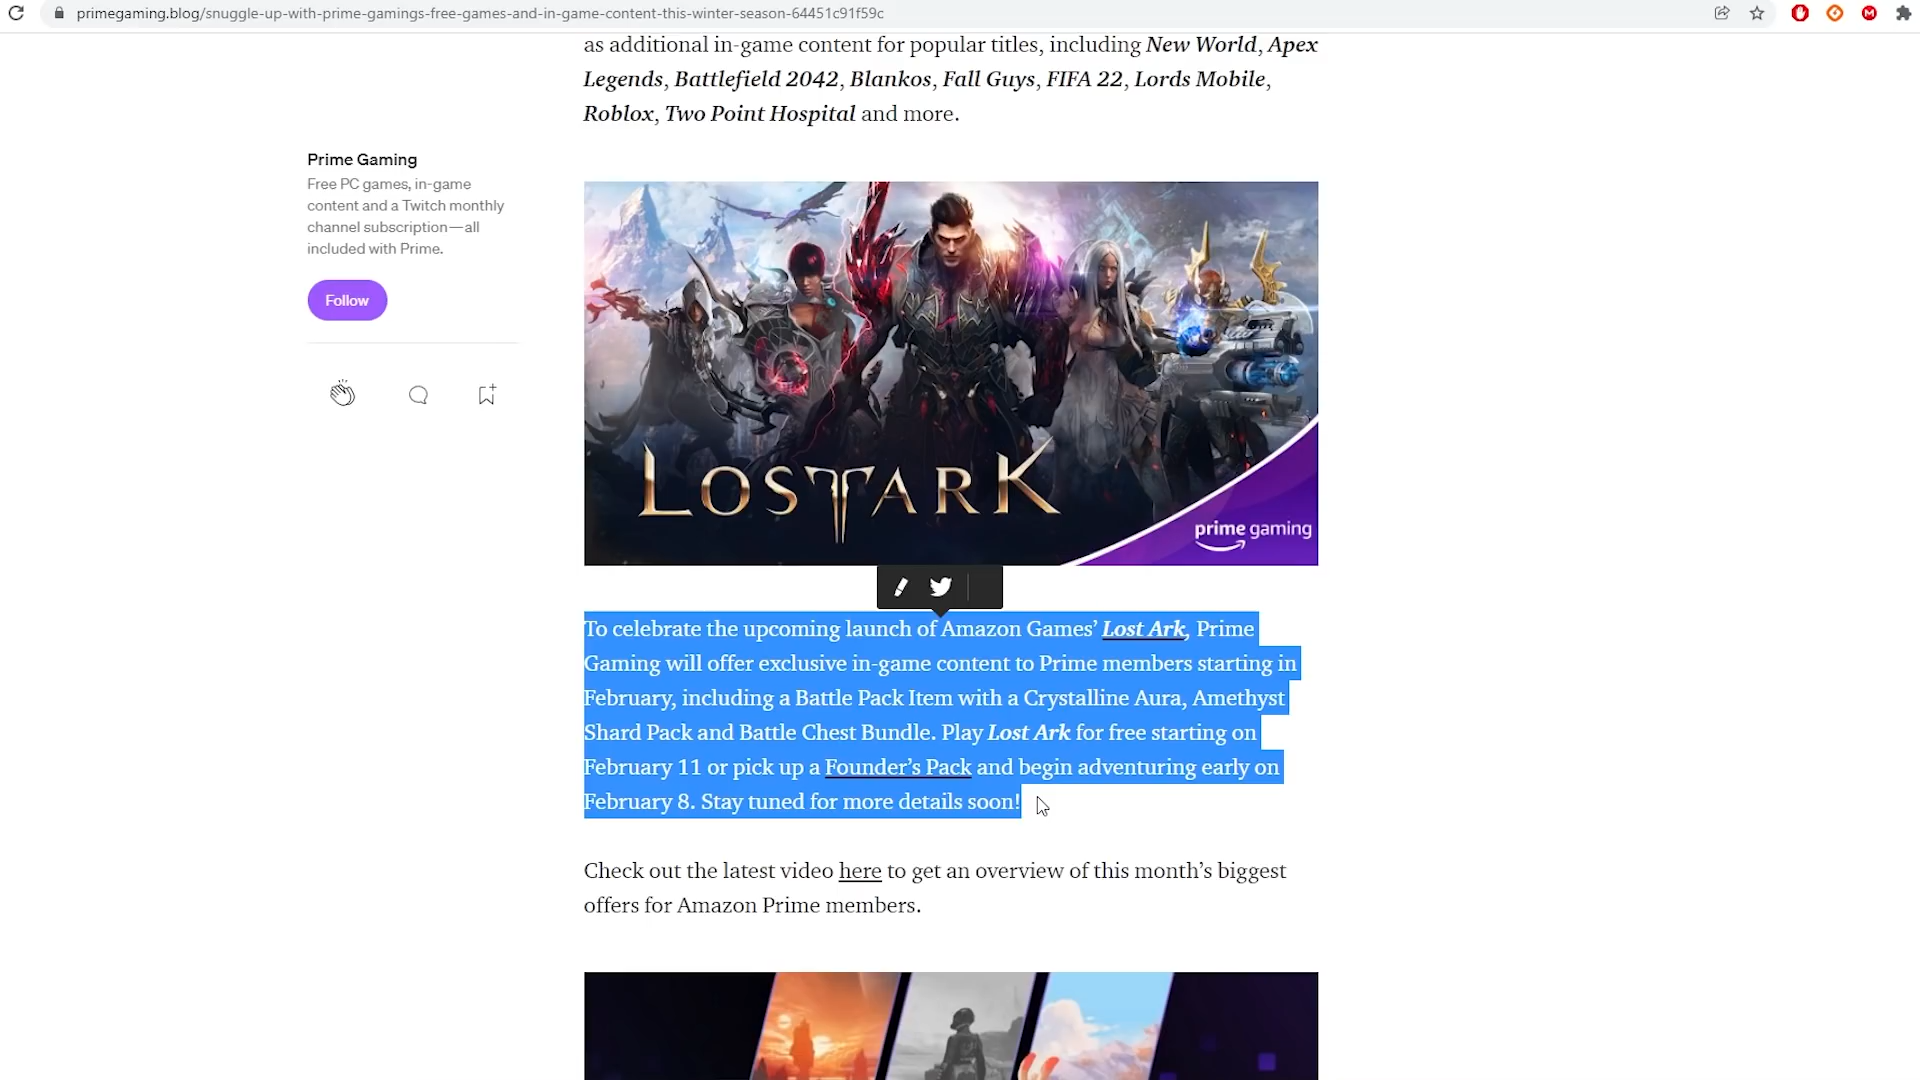 primegaming.blog/snuggle-up-with-prime-gamings-free-games-and-in-game-content-this-winter-season-64451c91f59c
as additional in-game content for popular titles, including New World, Apex
Legends, Battlefield 2042, Blankos, Fall Guys, FIFA 22, Lords Mobile,
Roblox, Two Point Hospital and more.
Prime Gaming
Free PC games, in-game
content and a Twitch monthly
channel subscription—all
included with Prime.
Follow
LOST ARK
prime gaming
To celebrate the upcoming launch of Amazon Games’ Lost Ark, Prime
Gaming will offer exclusive in-game content to Prime members starting in
February, including a Battle Pack Item with a Crystalline Aura, Amethyst
Shard Pack and Battle Chest Bundle. Play Lost Ark for free starting on
February 11 or pick up a Founder’s Pack and begin adventuring early on
February 8. Stay tuned for more details soon!
Check out the latest video here to get an overview of this month’s biggest
offers for Amazon Prime members.